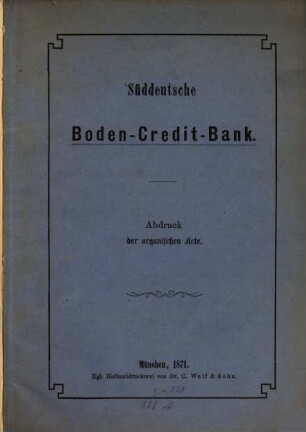 Süddeutsche
Boden-Credit-Bank.
Abdruck
der organischen Acte.
München, 1871.
Kgl. Hofbuchdruckerei von Dr. C. Wolf & Sohn.